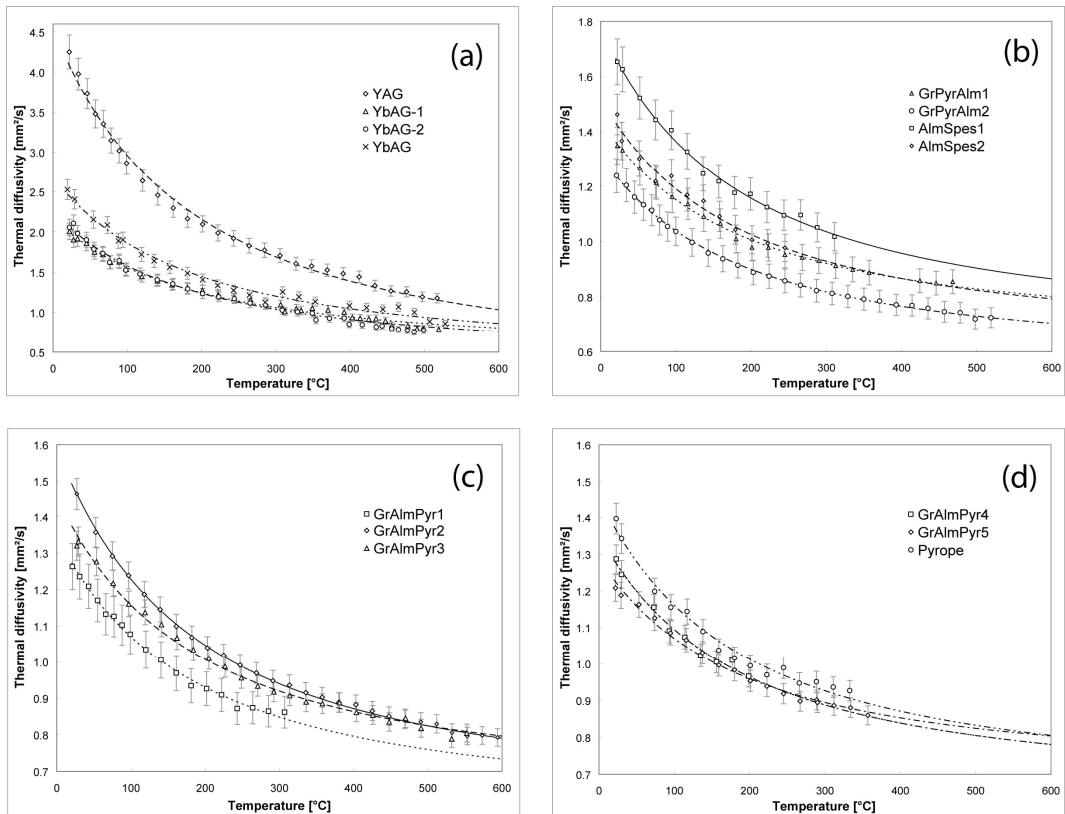 (a)
YAG
YbAG-1
YbAG-2
YbAG
Thermal diffusivity [mm²/s]
4.5
4.0
3.5
3.0
2.5
2.0
1.5
1.0
0.5
0 100 200 300 400 500 600
Temperature [°C]
(b)
GrPyrAlm1
GrPyrAlm2
AlmSpes1
AlmSpes2
Thermal diffusivity [mm²/s]
1.8
1.6
1.4
1.2
1.0
0.8
0.6
0 100 200 300 400 500 600
Temperature [°C]
(c)
GrAlmPyr1
GrAlmPyr2
GrAlmPyr3
Thermal diffusivity [mm²/s]
1.6
1.5
1.4
1.3
1.2
1.1
1.0
0.9
0.8
0.7
0 100 200 300 400 500 600
Temperature [°C]
(d)
GrAlmPyr4
GrAlmPyr5
Pyrope
Thermal diffusivity [mm²/s]
1.6
1.5
1.4
1.3
1.2
1.1
1.0
0.9
0.8
0.7
0 100 200 300 400 500 600
Temperature [°C]